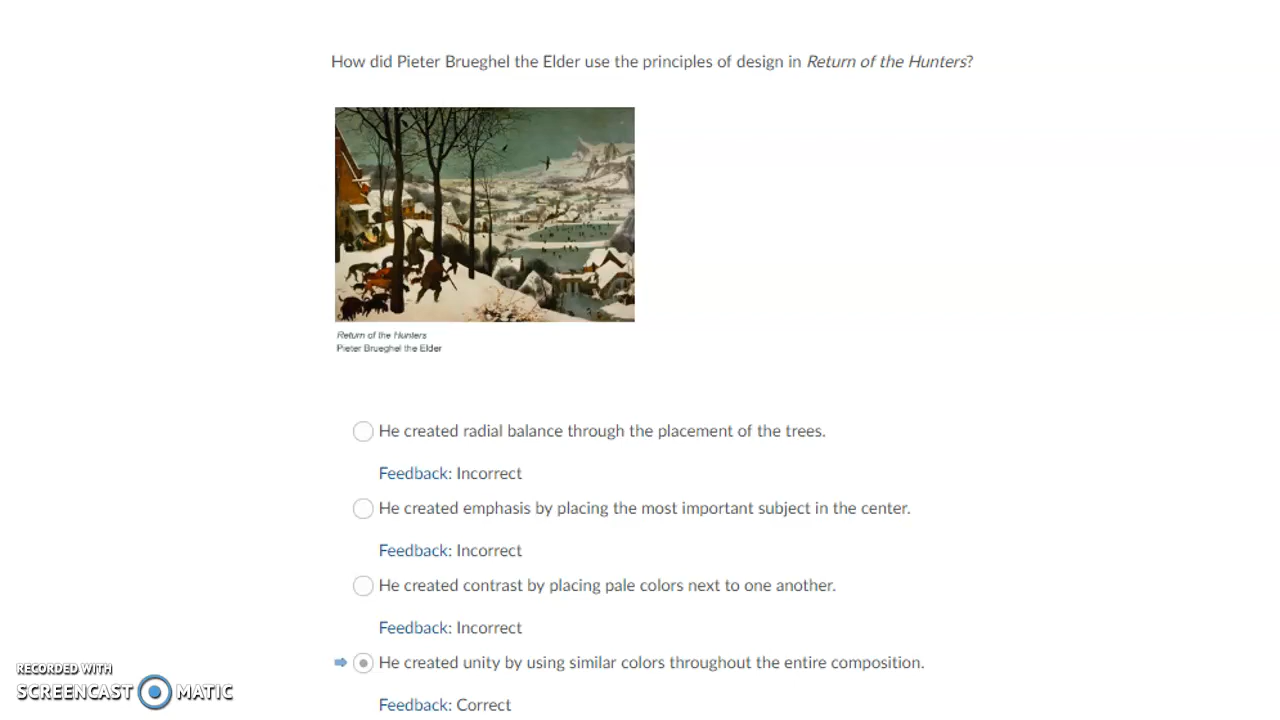 How did Pieter Brueghel the Elder use the principles of design in Return of the Hunters?
Return of the Hunters
Pieter Brueghel the Elder
He created radial balance through the placement of the trees.
Feedback: Incorrect
He created emphasis by placing the most important subject in the center.
Feedback: Incorrect
He created contrast by placing pale colors next to one another.
Feedback: Incorrect
He created unity by using similar colors throughout the entire composition.
Feedback: Correct
RECORDED WITH
SCREENCAST MATIC